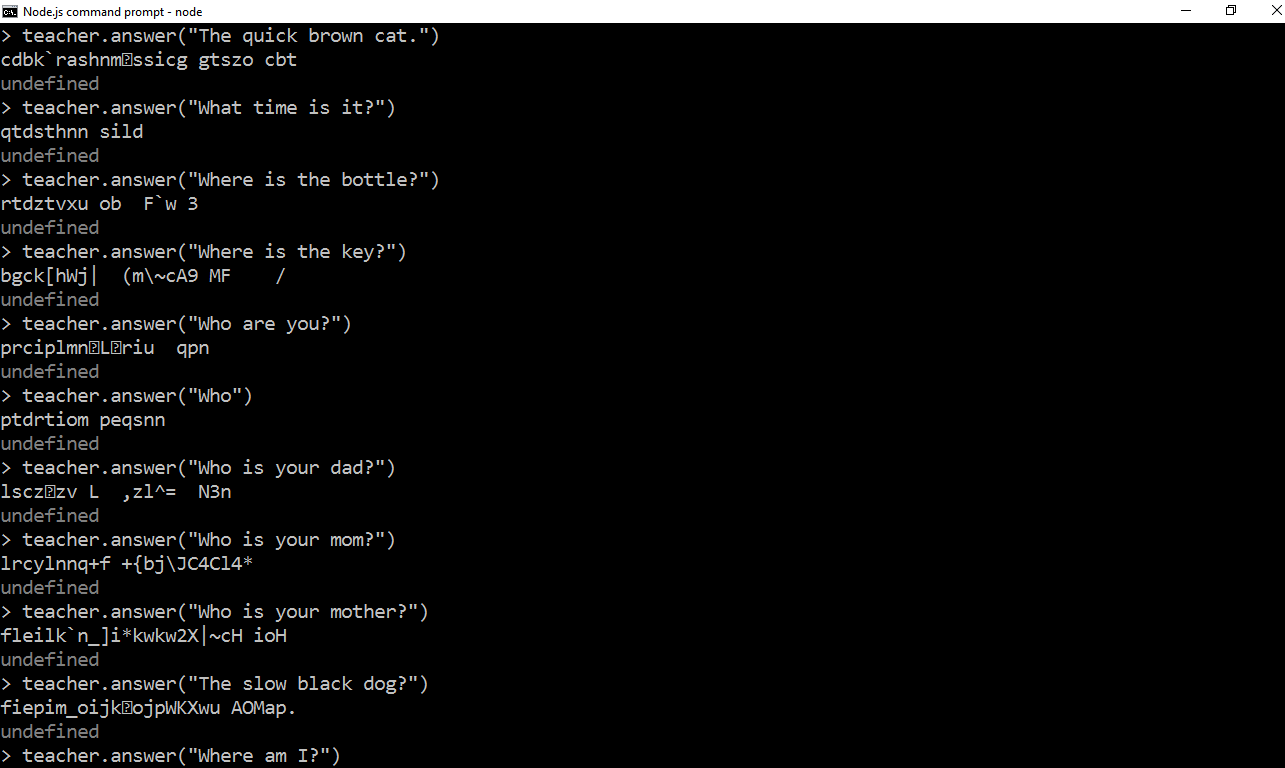 Node.js command prompt - node
> teacher.answer("The quick brown cat.")
cdbk`rashnm⍰ssicg gtszo cbt
undefined
> teacher.answer("What time is it?")
qtdsthnn sild
undefined
> teacher.answer("Where is the bottle?")
rtdztvxu ob  F`w 3
undefined
> teacher.answer("Where is the key?")
bgck[hWj|  (m\~cA9 MF    /
undefined
> teacher.answer("Who are you?")
prciplmn⍰L⍰riu  qpn
undefined
> teacher.answer("Who")
ptdrtiom peqsnn
undefined
> teacher.answer("Who is your dad?")
lscz⍰zv L  ,zl^=  N3n
undefined
> teacher.answer("Who is your mom?")
lrcylnnq+f +{bj\JC4Cl4*
undefined
> teacher.answer("Who is your mother?")
fleilk`n_]i*kwkw2X|~cH ioH
undefined
> teacher.answer("The slow black dog?")
fiepim_oijk⍰ojpWKXwu AOMap.
undefined
> teacher.answer("Where am I?")